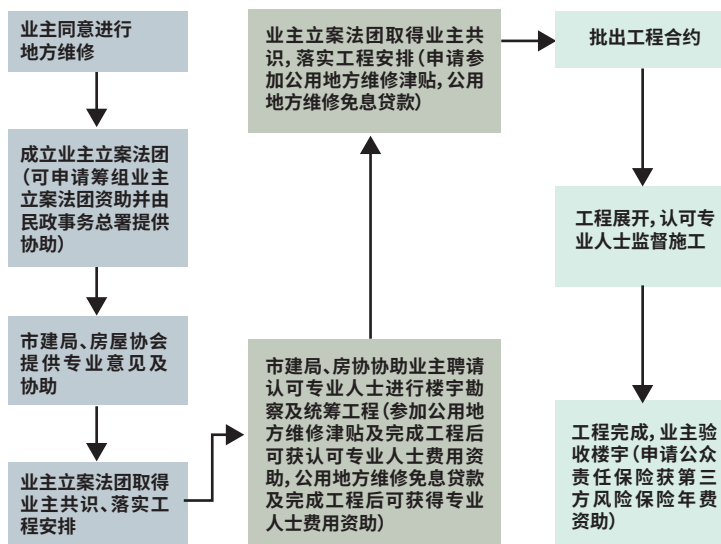 业主同意进行
地方维修
成立业主立案法团
（可申请筹组业主
立案法团资助并由
民政事务总署提供
协助）
市建局、房屋协会
提供专业意见及
协助
业主立案法团取得
业主共识、落实工
程安排
市建局、房协协助业主聘请
认可专业人士进行楼宇勘
察及统筹工程（参加公用地
方维修津贴及完成工程后
可获认可专业人士费用资
助，公用地方维修免息贷款
及完成工程后可获得专业
人士费用资助）
业主立案法团取得业主共
识，落实工程安排（申请参
加公用地方维修津贴，公用
地方维修免息贷款）
批出工程合约
工程展开，认可专
业人士监督施工
工程完成，业主验
收楼宇（申请公众
责任保险获第三
方风险保险年费
资助）